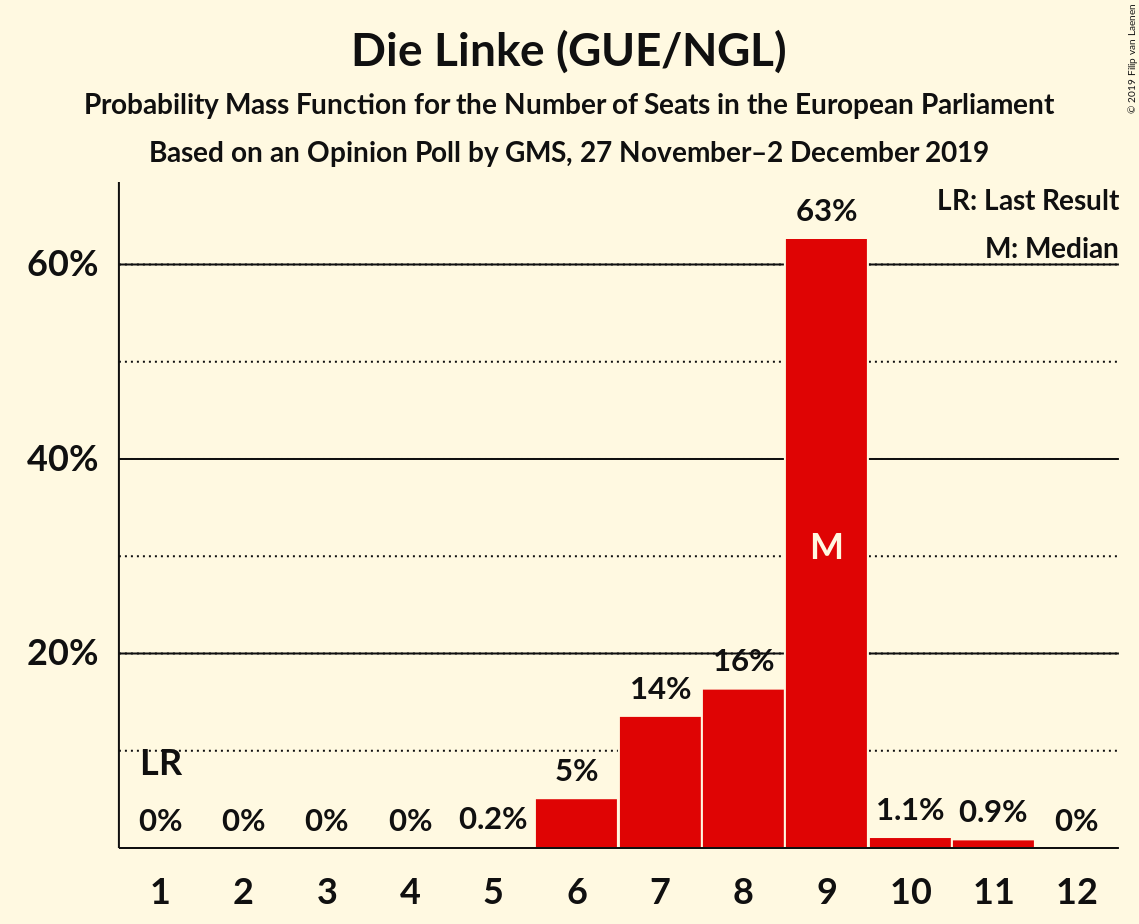 Die Linke (GUE/NGL)
Probability Mass Function for the Number of Seats in the European Parliament
Based on an Opinion Poll by GMS, 27 November–2 December 2019
© 2019 Filip van Laenen
LR: Last Result
M: Median
60%
40%
20%
LR
0%
0%
0%
0%
0.2%
5%
14%
16%
63%
M
1.1%
0.9%
0%
1 2 3 4 5 6 7 8 9 10 11 12